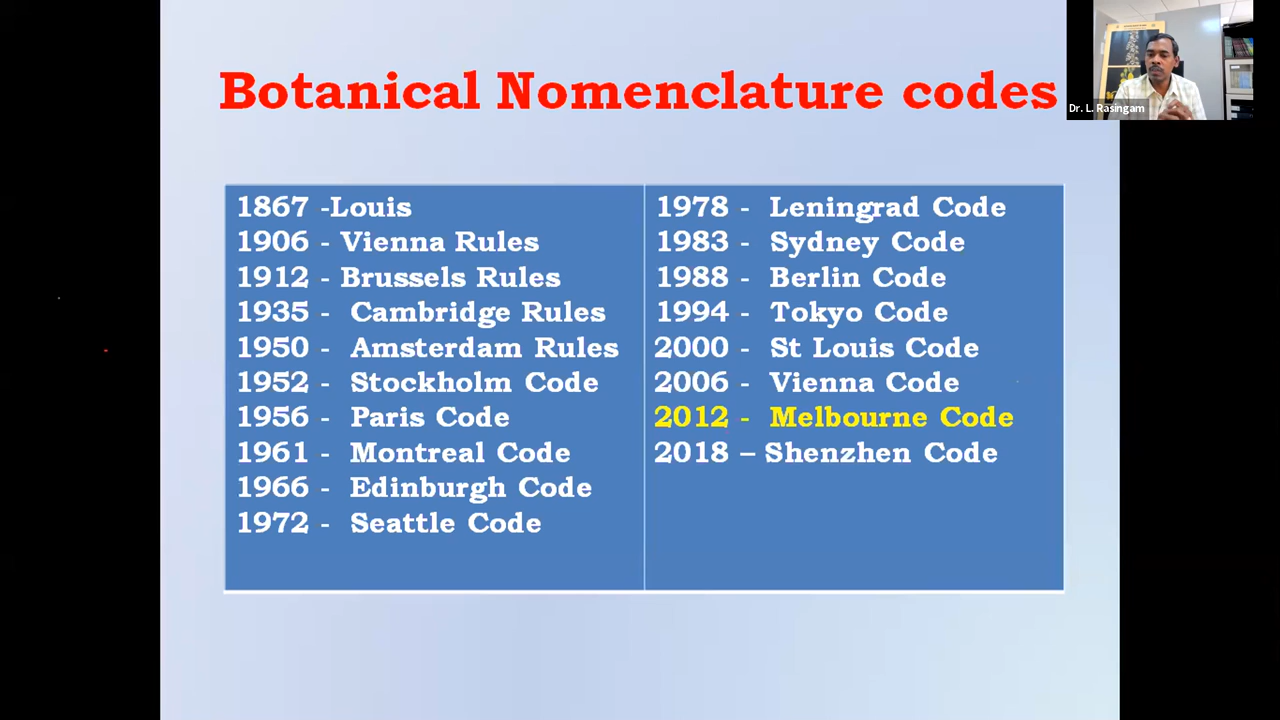 Botanical Nomenclature codes
Dr. L. Rasingam
1867 -Louis
1906 - Vienna Rules
1912 - Brussels Rules
1935 - Cambridge Rules
1950 - Amsterdam Rules
1952 - Stockholm Code
1956 - Paris Code
1961 - Montreal Code
1966 - Edinburgh Code
1972 - Seattle Code
1978 - Leningrad Code
1983 - Sydney Code
1988 - Berlin Code
1994 - Tokyo Code
2000 - St Louis Code
2006 - Vienna Code
2012 - Melbourne Code
2018 – Shenzhen Code